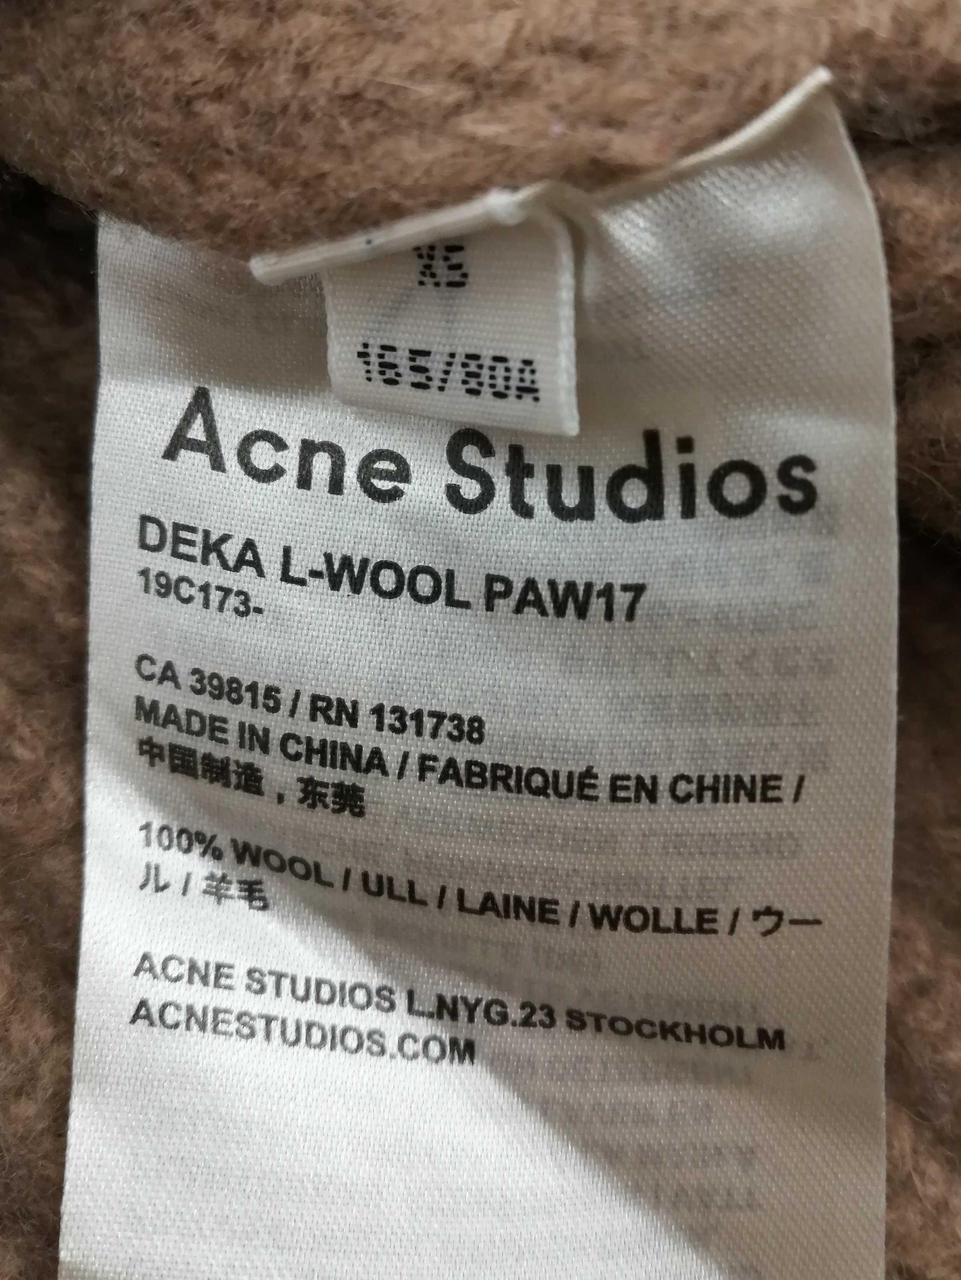 XS
165/80A
Acne Studios
DEKA L-WOOL PAW17
19C173-
CA 39815 / RN 131738
MADE IN CHINA / FABRIQUÉ EN CHINE /
中国制造，东莞
100% WOOL / ULL / LAINE / WOLLE / ウー
ル / 羊毛
ACNE STUDIOS L.NYG.23 STOCKHOLM
ACNESTUDIOS.COM